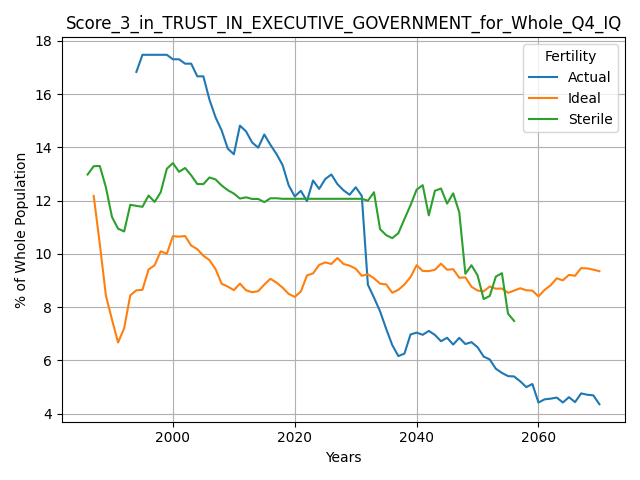 Score_3_in_TRUST_IN_EXECUTIVE_GOVERNMENT_for_Whole_Q4_IQ
% of Whole Population
18
16
14
12
10
8
6
4
Fertility
Actual
Ideal
Sterile
2000 2020 2040 2060
Years